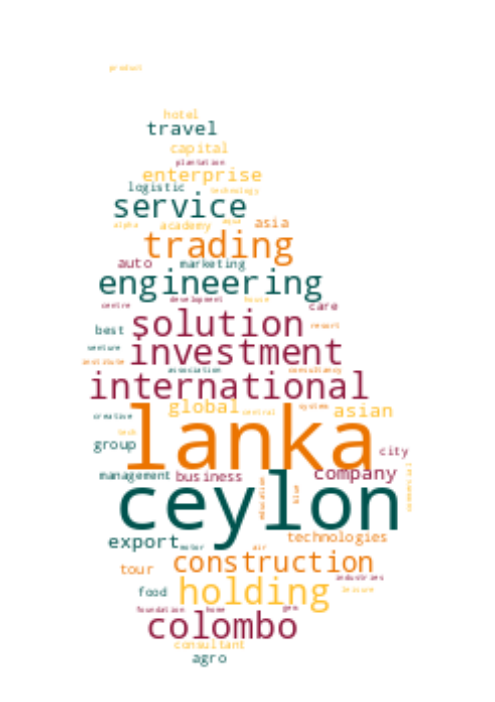 product
hotel
travel
capital
plantation
enterprise
logistic technology
service
alpha academy asia
trading
auto marketing
engineering
development house
centre care
best solution resort
venture investment
institute
association consultancy
international
global central system asian
creative
lanka
tech
group city
management business company
ceylon
education blue commercial
export technologies
motor air
construction
tour industries
food holding leisure
foundation home gem
colombo
consultant
agro